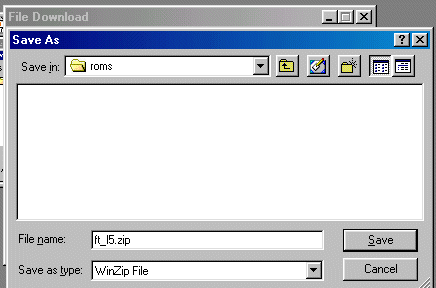 File Download
Save As
Save in: roms
File name: ft_l5.zip
Save
Save as type: WinZip File
Cancel